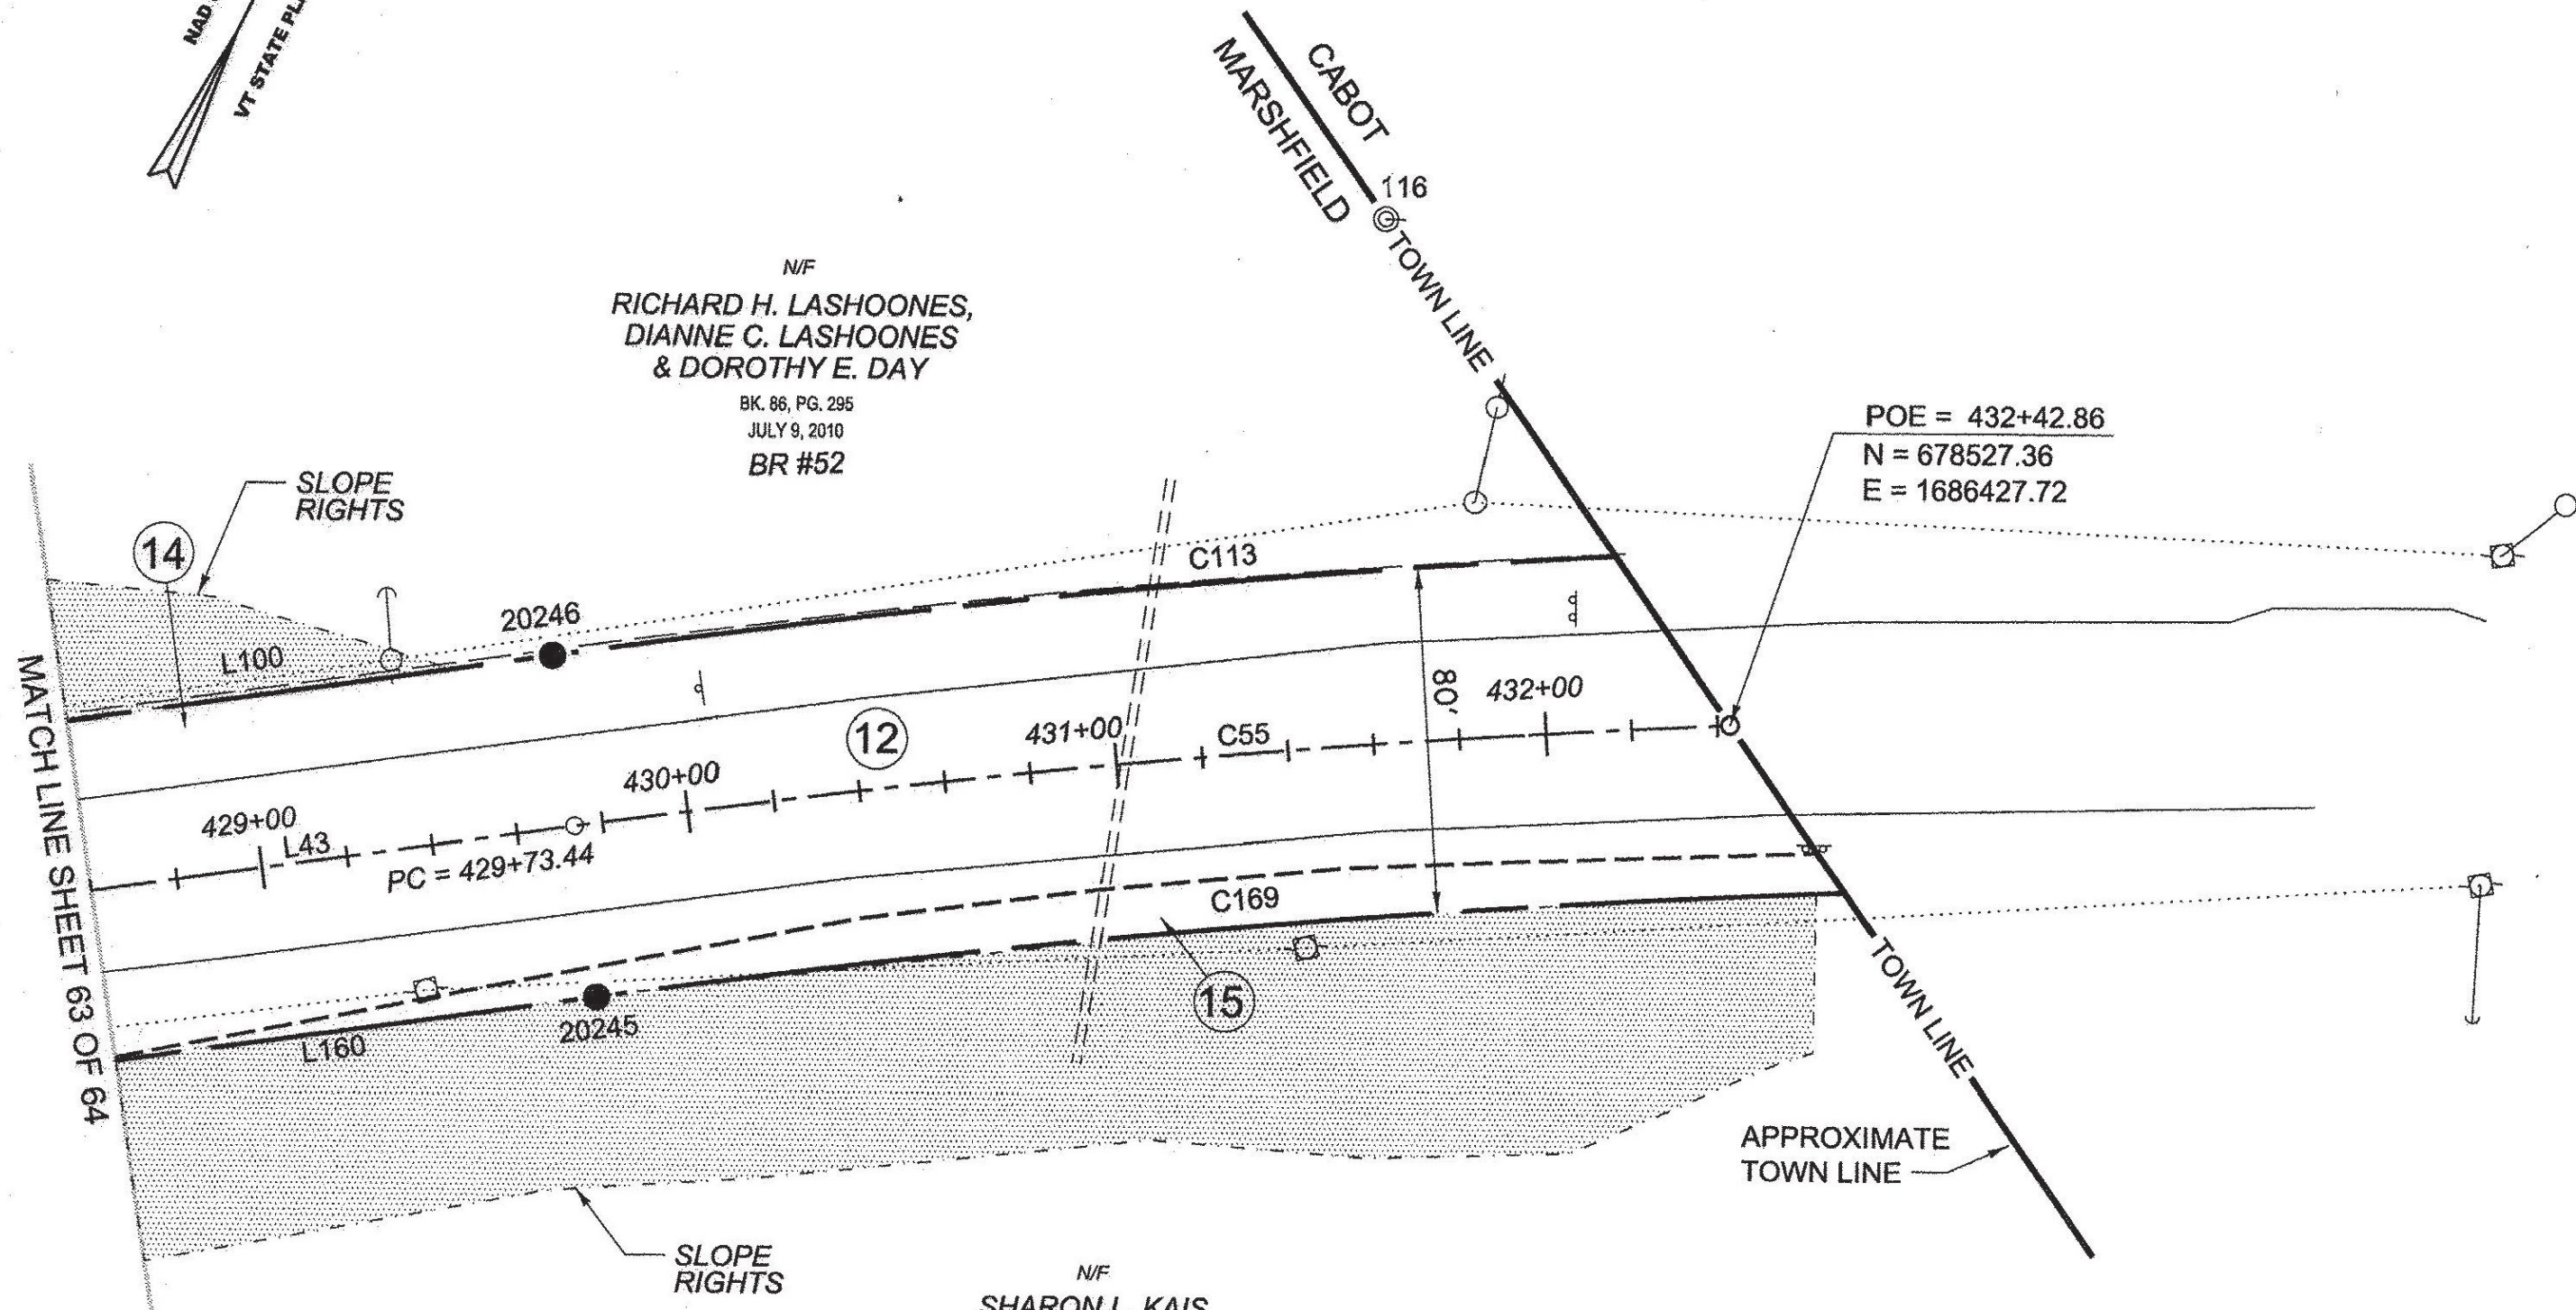 NAD
VT STATE
CABOT
MARSHFIELD
116
TOWN LINE
N/F
RICHARD H. LASHOONES,
DIANNE C. LASHOONES
& DOROTHY E. DAY
BK. 86, PG. 295
JULY 9, 2010
BR #52
POE = 432+42.86
N = 678527.36
E = 1686427.72
SLOPE
RIGHTS
14
C113
20246
L100
80'
432+00
12
431+00
C55
430+00
429+00
L43
PC = 429+73.44
MATCH LINE SHEET 63 OF 64
C169
15
20245
L160
TOWN LINE
APPROXIMATE
TOWN LINE
SLOPE
RIGHTS
N/F
SHARON L. KAIS